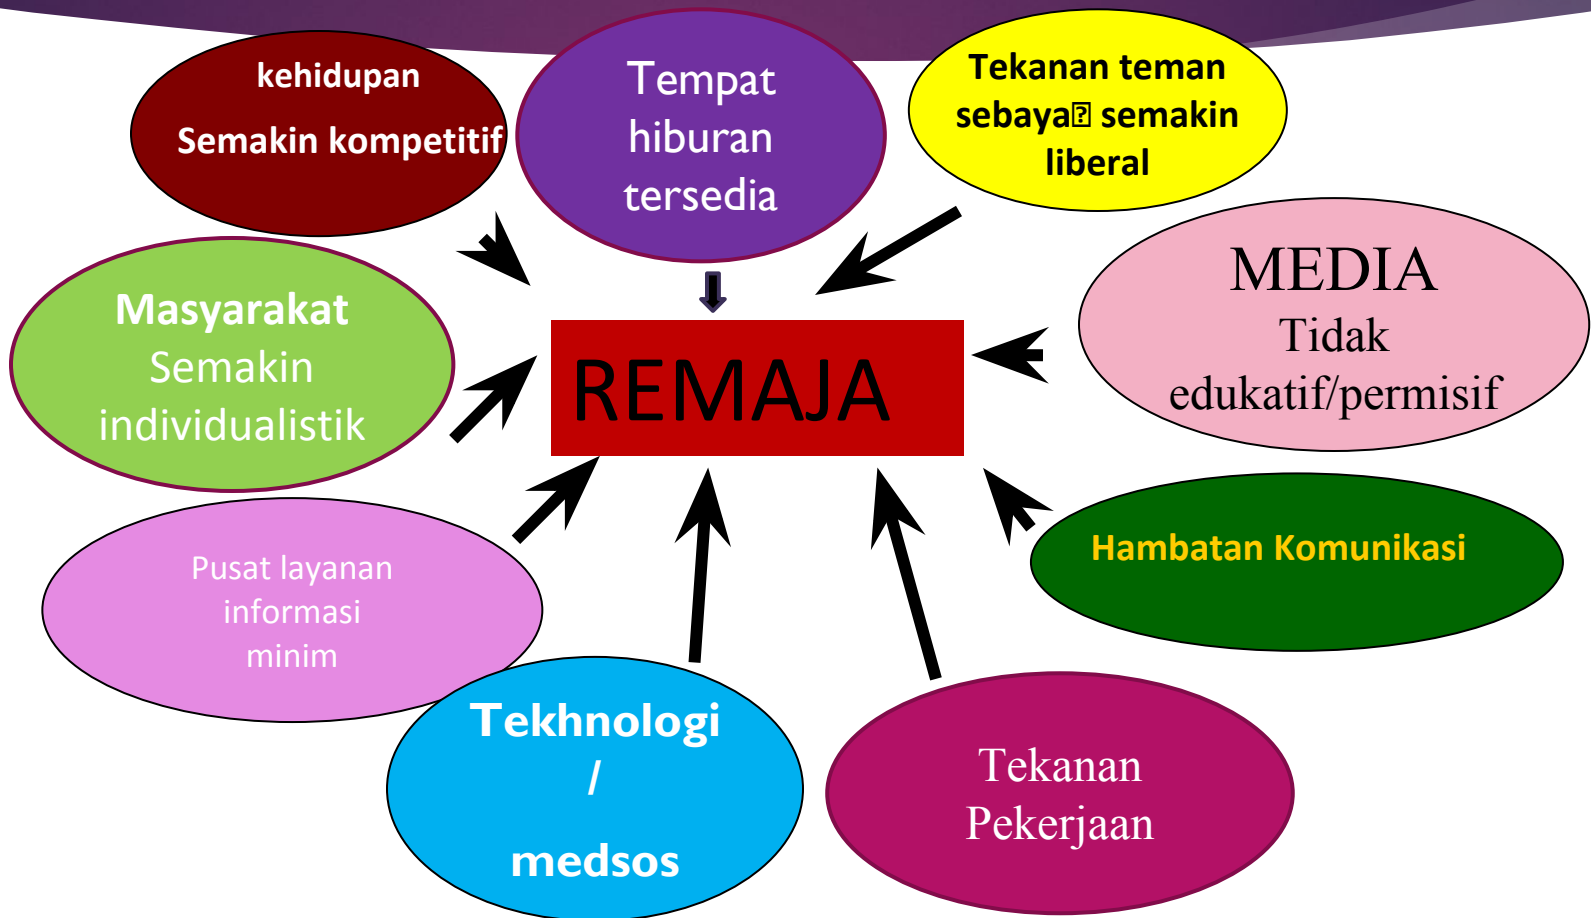 kehidupan
Semakin kompetitif
Tempat
hiburan
tersedia
Tekanan teman
sebaya⍰ semakin
liberal
Masyarakat
Semakin
individualistik
REMAJA
MEDIA
Tidak
edukatif/permisif
Pusat layanan
informasi
minim
Hambatan Komunikasi
Tekhnologi
/
medsos
Tekanan
Pekerjaan